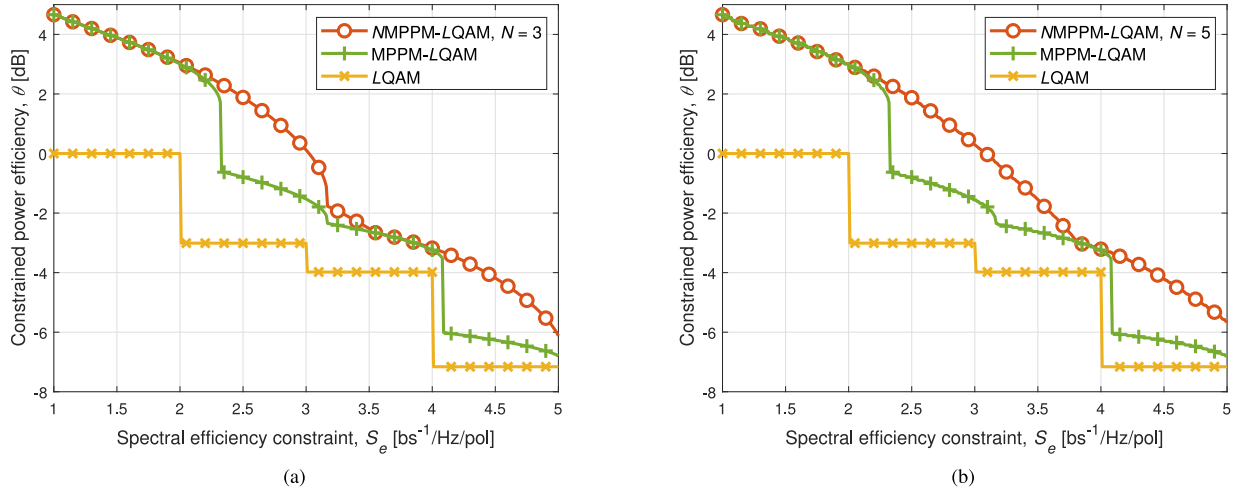 NMPPM-LQAM, N = 3
MPPM-LQAM
LQAM
Constrained power efficiency, θ [dB]
4
2
0
-2
-4
-6
-8
1
1.5
2
2.5
3
3.5
4
4.5
5
Spectral efficiency constraint, S_e [bs⁻¹/Hz/pol]
(a)
NMPPM-LQAM, N = 5
MPPM-LQAM
LQAM
Constrained power efficiency, θ [dB]
4
2
0
-2
-4
-6
-8
1
1.5
2
2.5
3
3.5
4
4.5
5
Spectral efficiency constraint, S_e [bs⁻¹/Hz/pol]
(b)